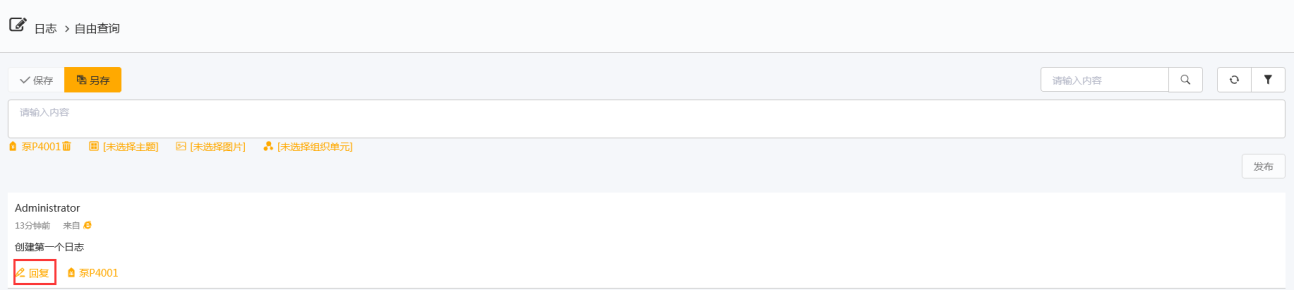 日志 > 自由查询
保存 另存 请输入内容
请输入内容
泵P4001 [未选择主题] [未选择图片] [未选择组织单元]
发布
Administrator
13分钟前 来自
创建第一个日志
回复 泵P4001